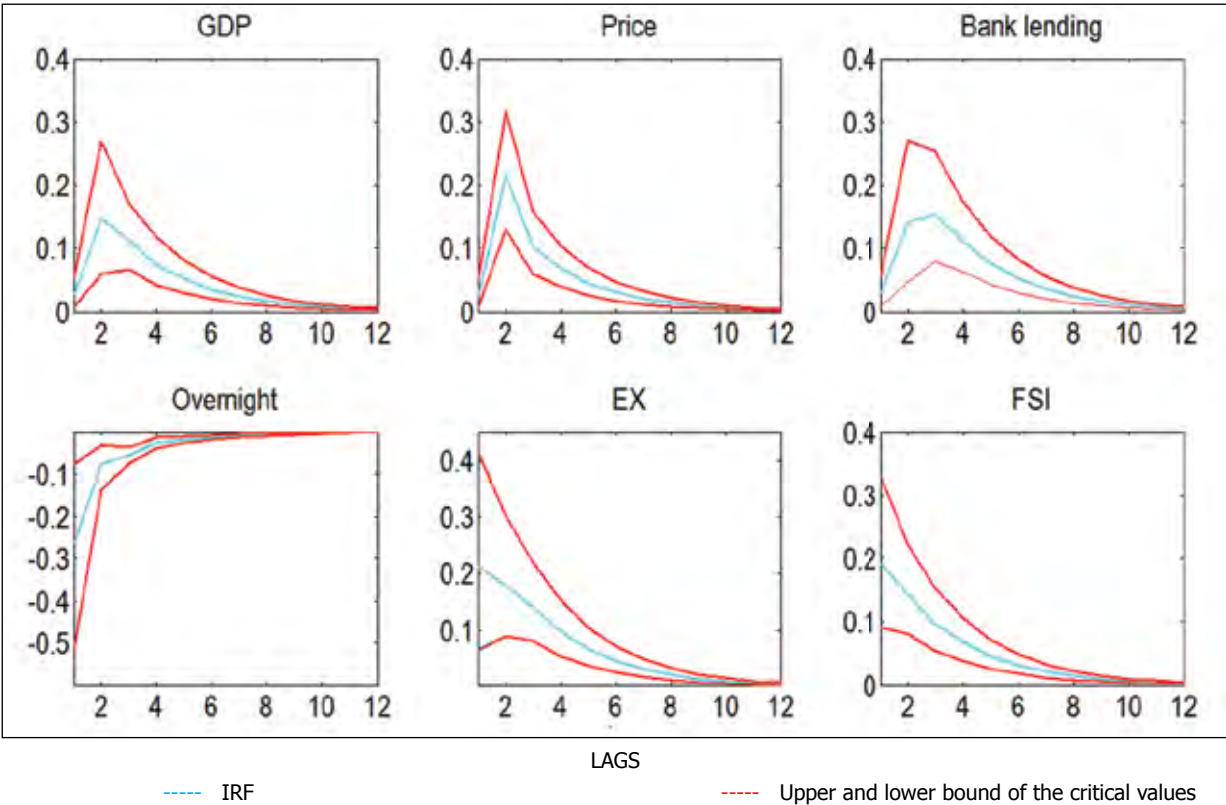 GDP
0.4
0.3
0.2
0.1
0
2 4 6 8 10 12
Price
0.4
0.3
0.2
0.1
0
2 4 6 8 10 12
Bank lending
0.4
0.3
0.2
0.1
0
2 4 6 8 10 12
Overnight
-0.1
-0.2
-0.3
-0.4
-0.5
2 4 6 8 10 12
EX
0.4
0.3
0.2
0.1
2 4 6 8 10 12
FSI
0.4
0.3
0.2
0.1
0
2 4 6 8 10 12
LAGS
----- IRF
----- Upper and lower bound of the critical values